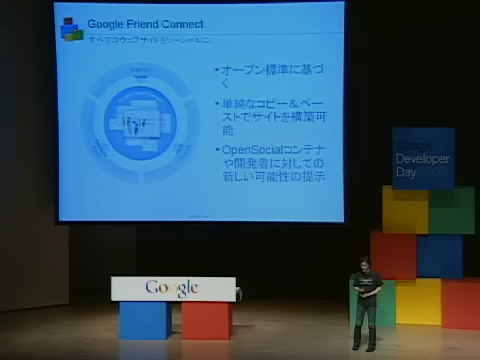 Google Friend Connect
すべてのウェブサイトをソーシャルに
• オープン標準に基づ
く
• 単純なコピー＆ペー
ストでサイトを構築可
能
• OpenSocialコンテナ
や開発者に対しての
新しい可能性の提示
Google
Developer
Day2008
Google